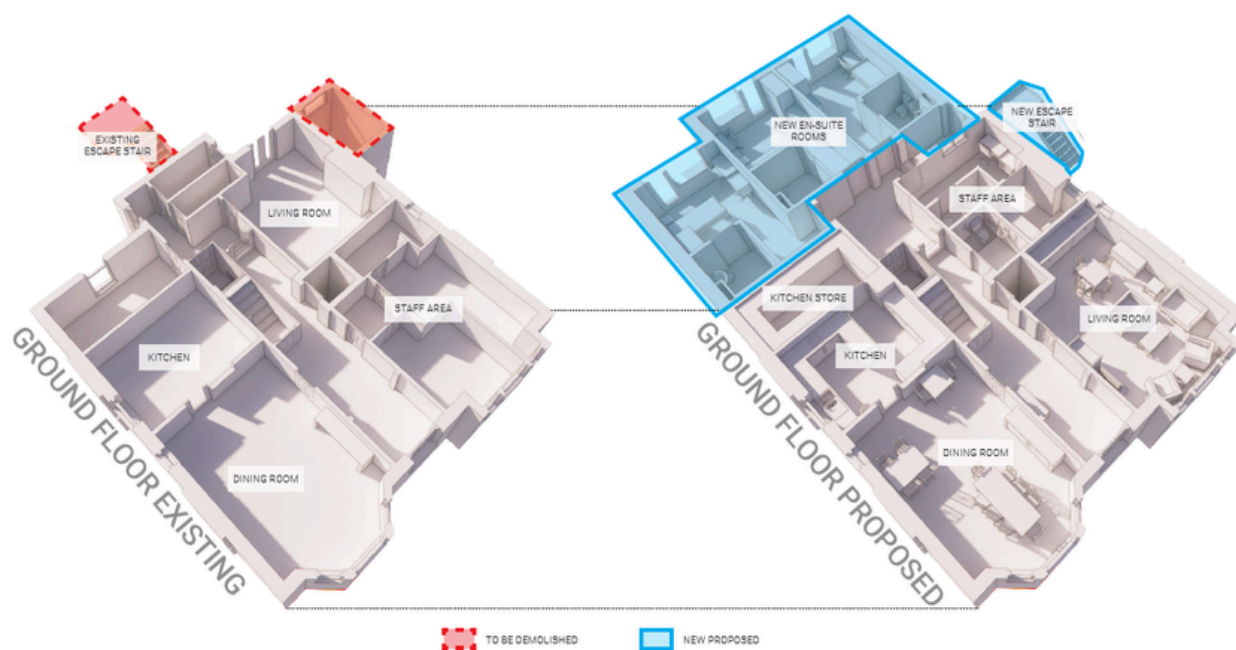 EXISTING
ESCAPE STAIR
LIVING ROOM
STAFF AREA
KITCHEN
DINING ROOM
GROUND FLOOR EXISTING
NEW EN-SUITE
ROOMS
NEW ESCAPE
STAIR
STAFF AREA
KITCHEN STORE
LIVING ROOM
KITCHEN
DINING ROOM
GROUND FLOOR PROPOSED
TO BE DEMOLISHED
NEW PROPOSED